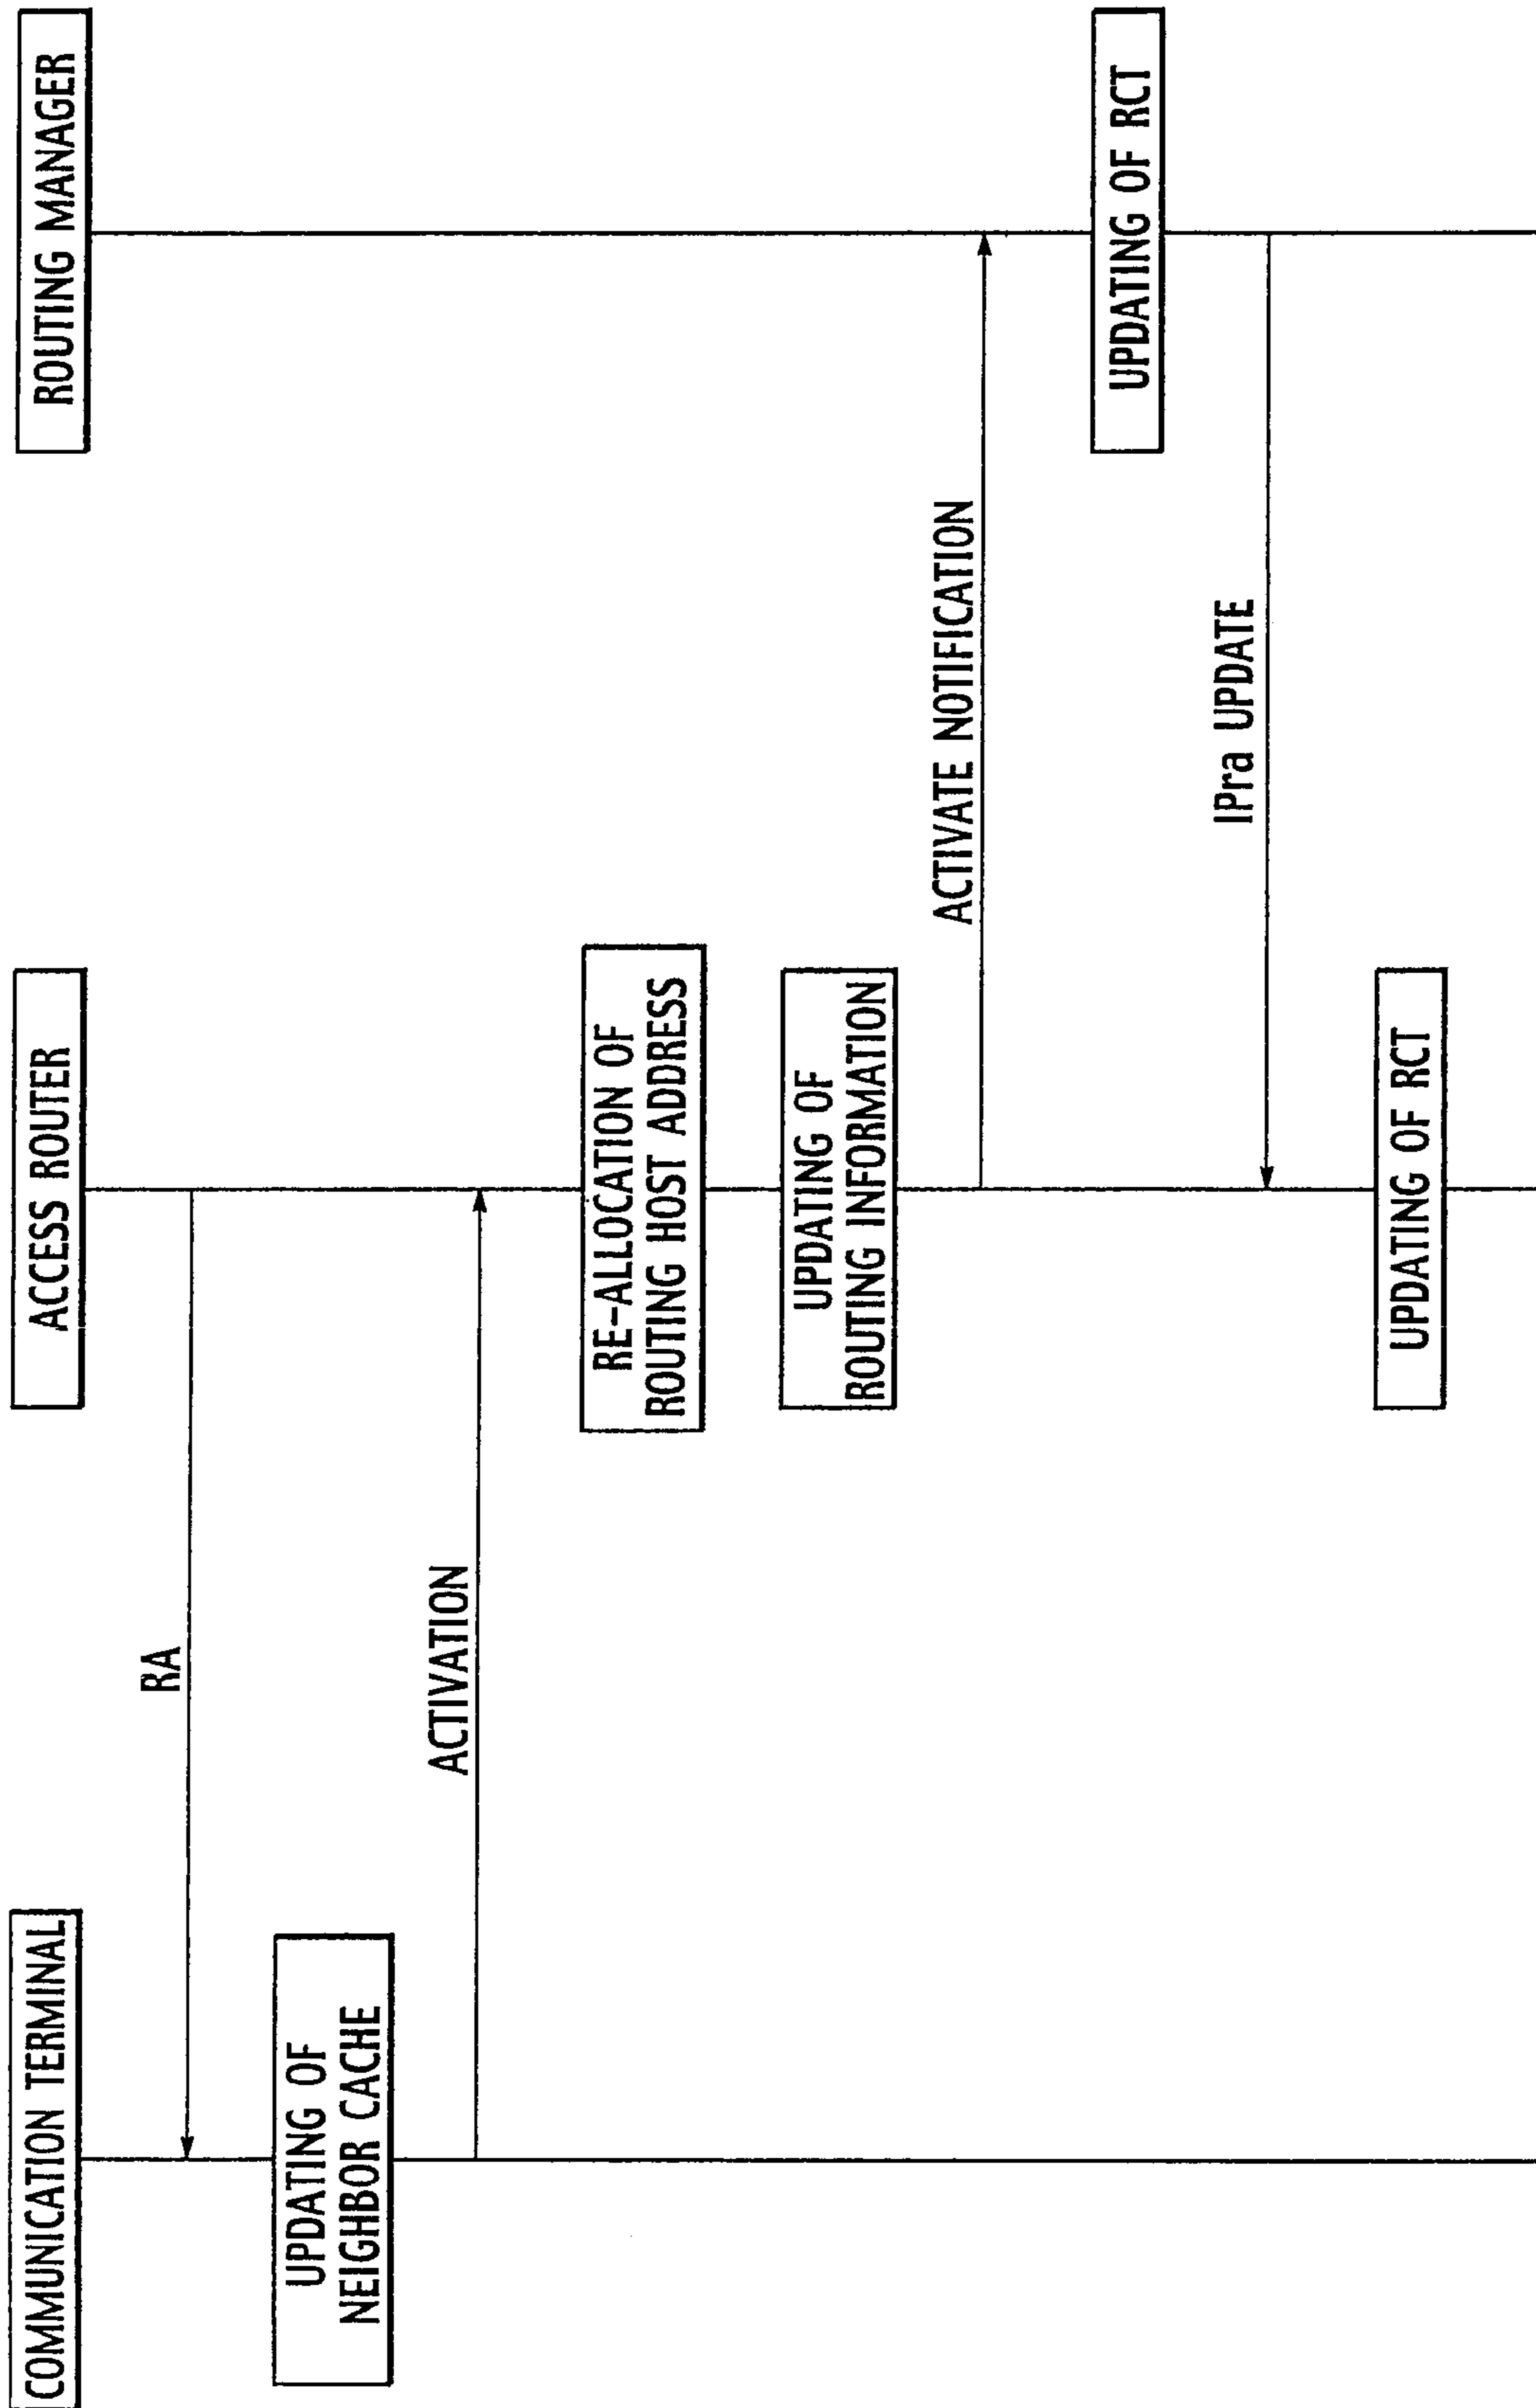 COMMUNICATION TERMINAL
ACCESS ROUTER
ROUTING MANAGER
RA
UPDATING OF
NEIGHBOR CACHE
ACTIVATION
RE-ALLOCATION OF
ROUTING HOST ADDRESS
UPDATING OF
ROUTING INFORMATION
ACTIVATE NOTIFICATION
UPDATING OF RCT
IPra UPDATE
UPDATING OF RCT